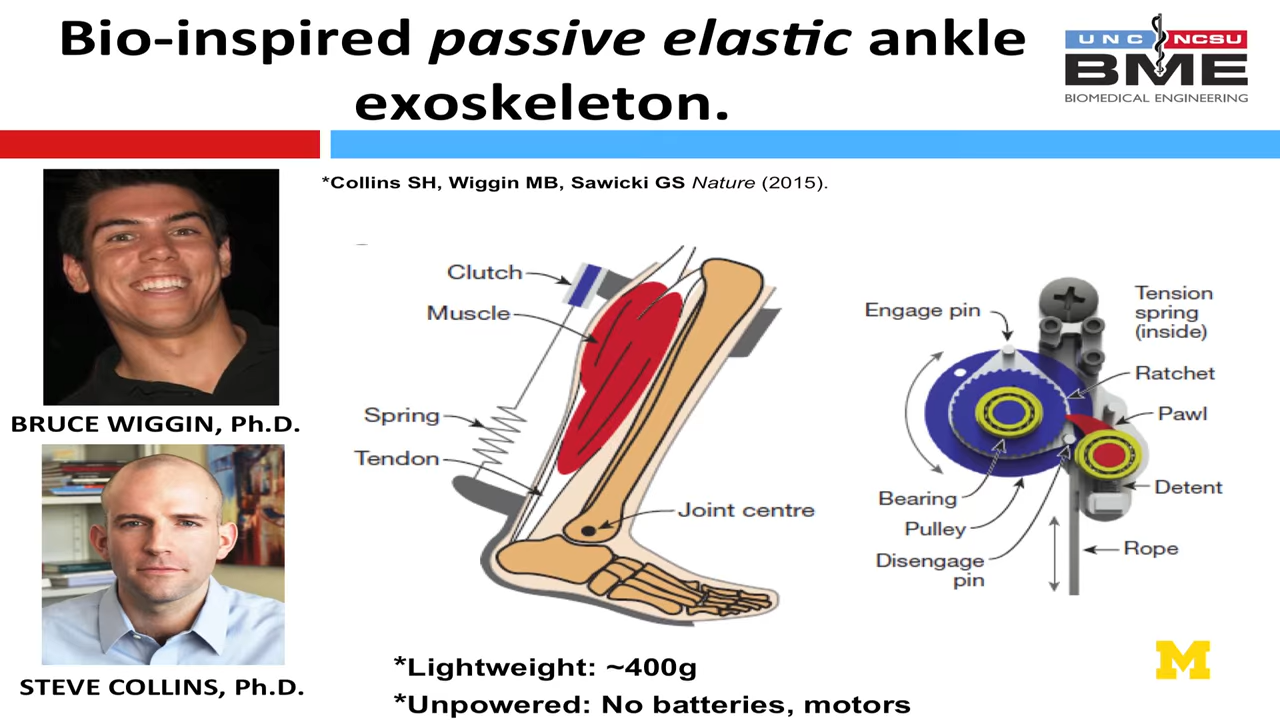 Bio-inspired passive elastic ankle
exoskeleton.
UNC NCSU
BME
BIOMEDICAL ENGINEERING
*Collins SH, Wiggin MB, Sawicki GS Nature (2015).
BRUCE WIGGIN, Ph.D.
STEVE COLLINS, Ph.D.
Clutch
Muscle
Spring
Tendon
Joint centre
Engage pin
Tension
spring
(inside)
Ratchet
Pawl
Bearing
Detent
Pulley
Disengage
pin
Rope
*Lightweight: ~400g
*Unpowered: No batteries, motors
M